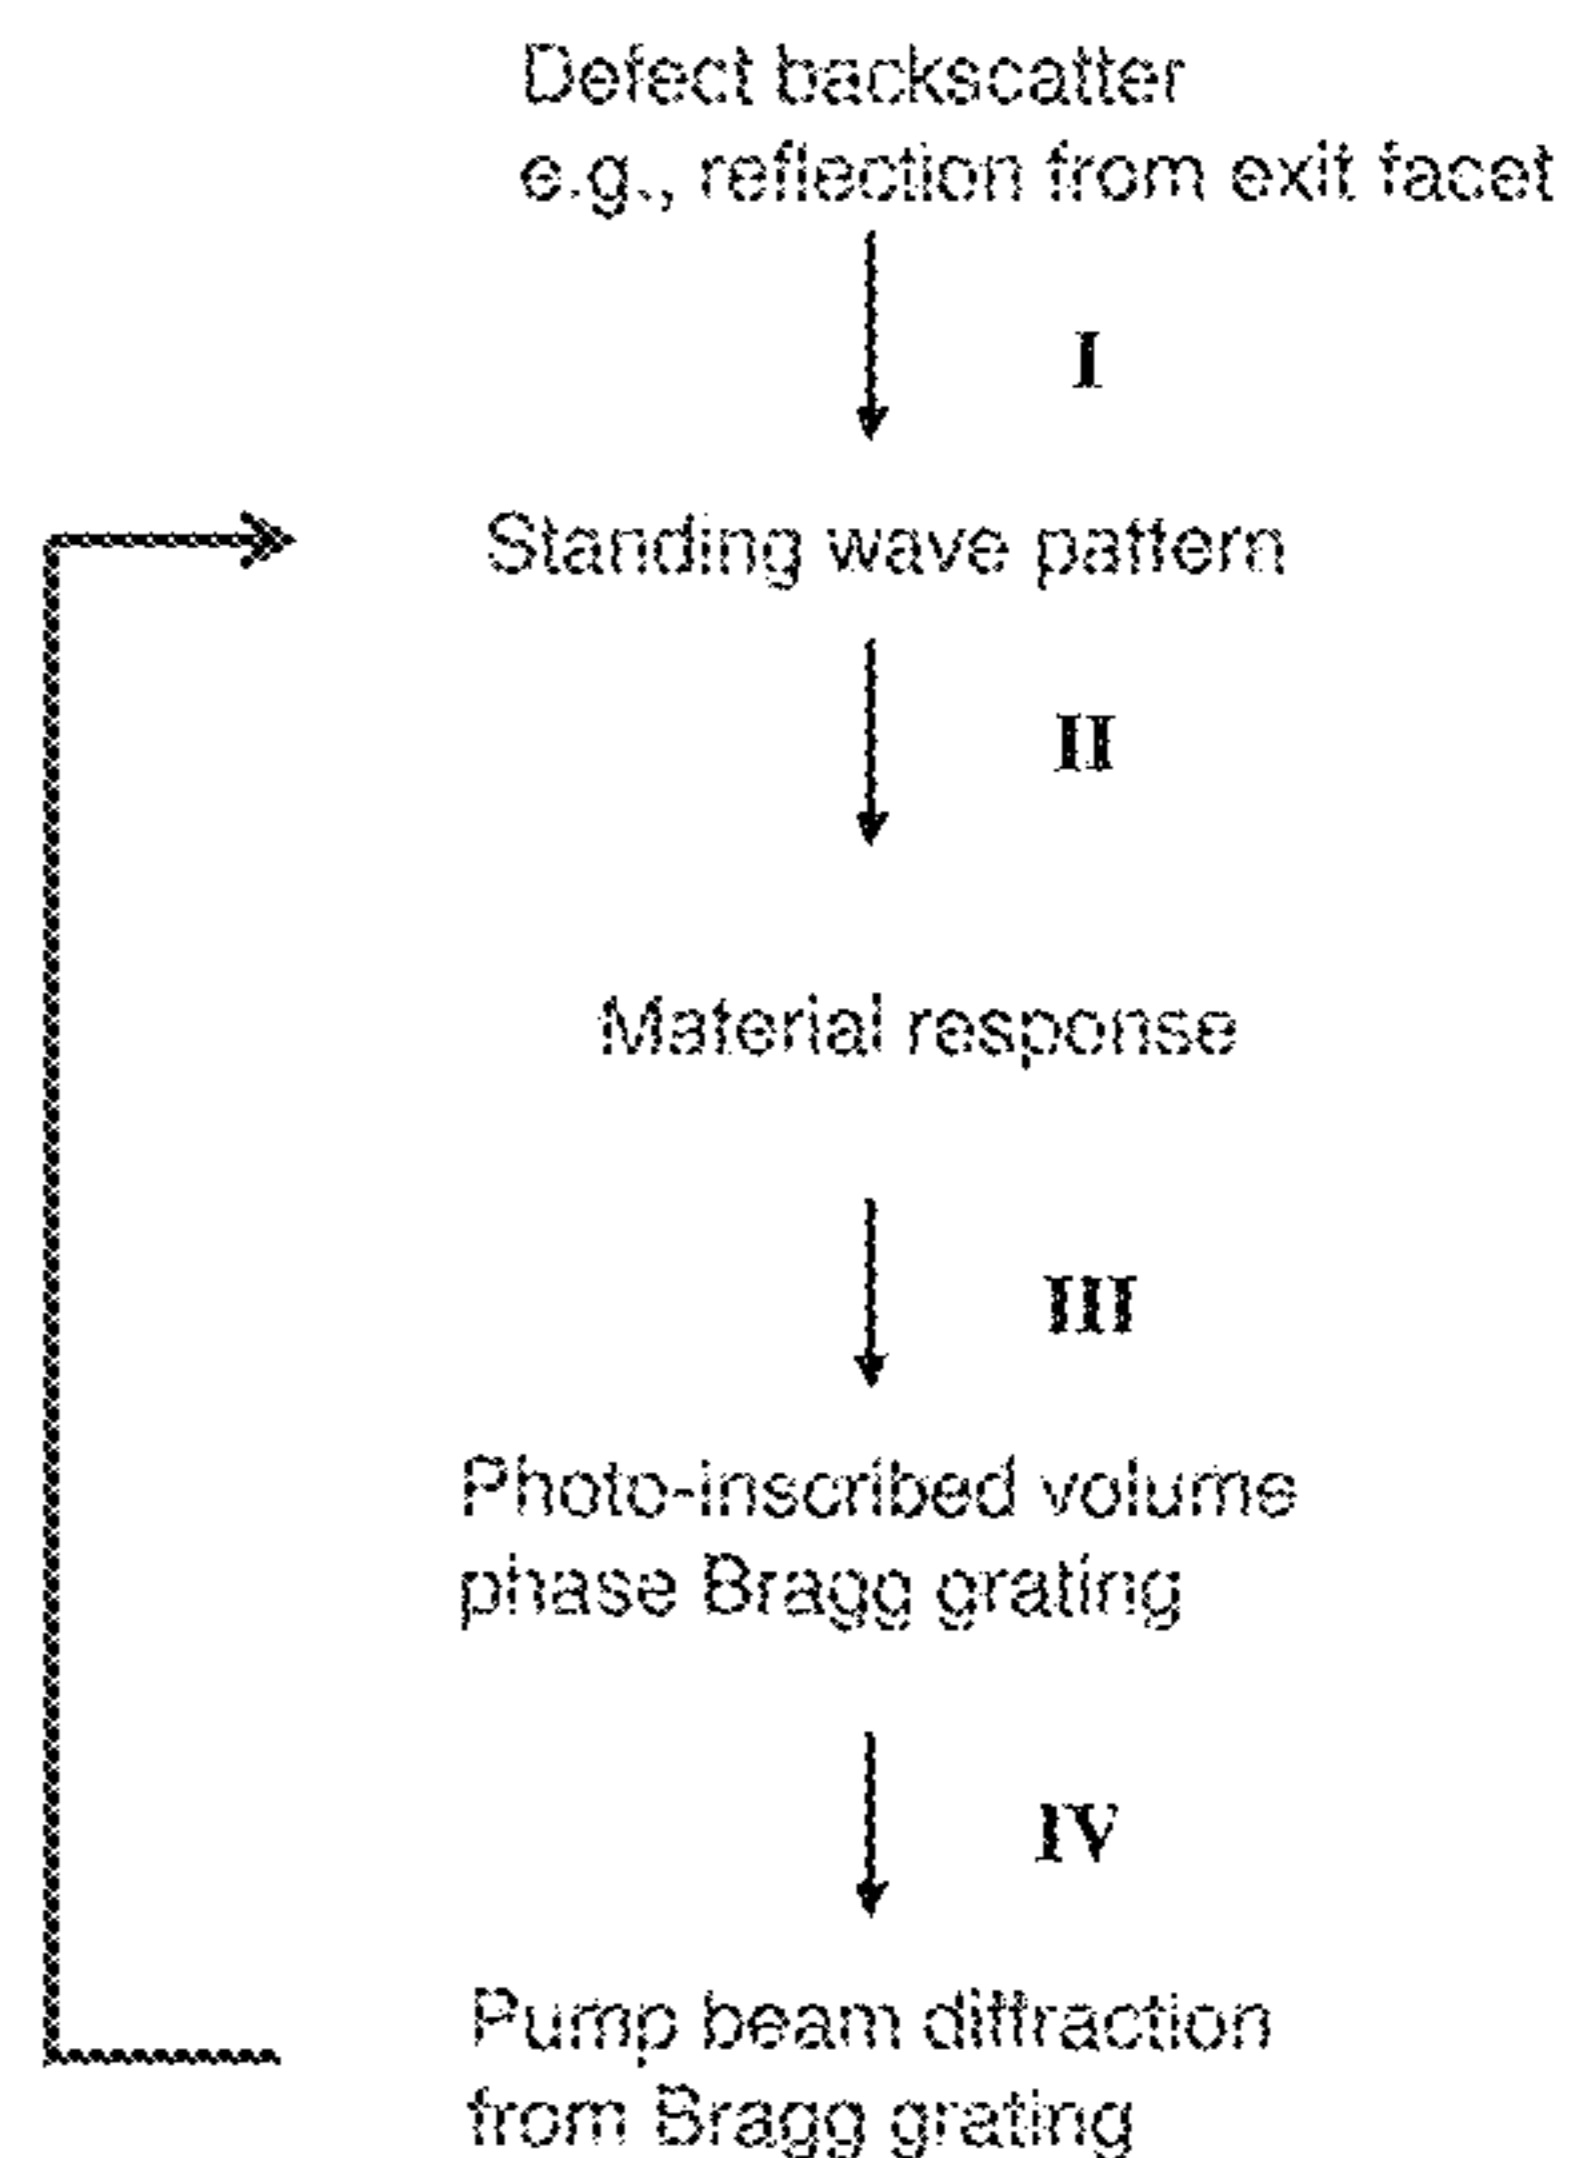 Defect backscatter
e.g., reflection from exit facet
I
Standing wave pattern
II
Material response
III
Photo-inscribed volume
phase Bragg grating
IV
Pump beam diffraction
from Bragg grating